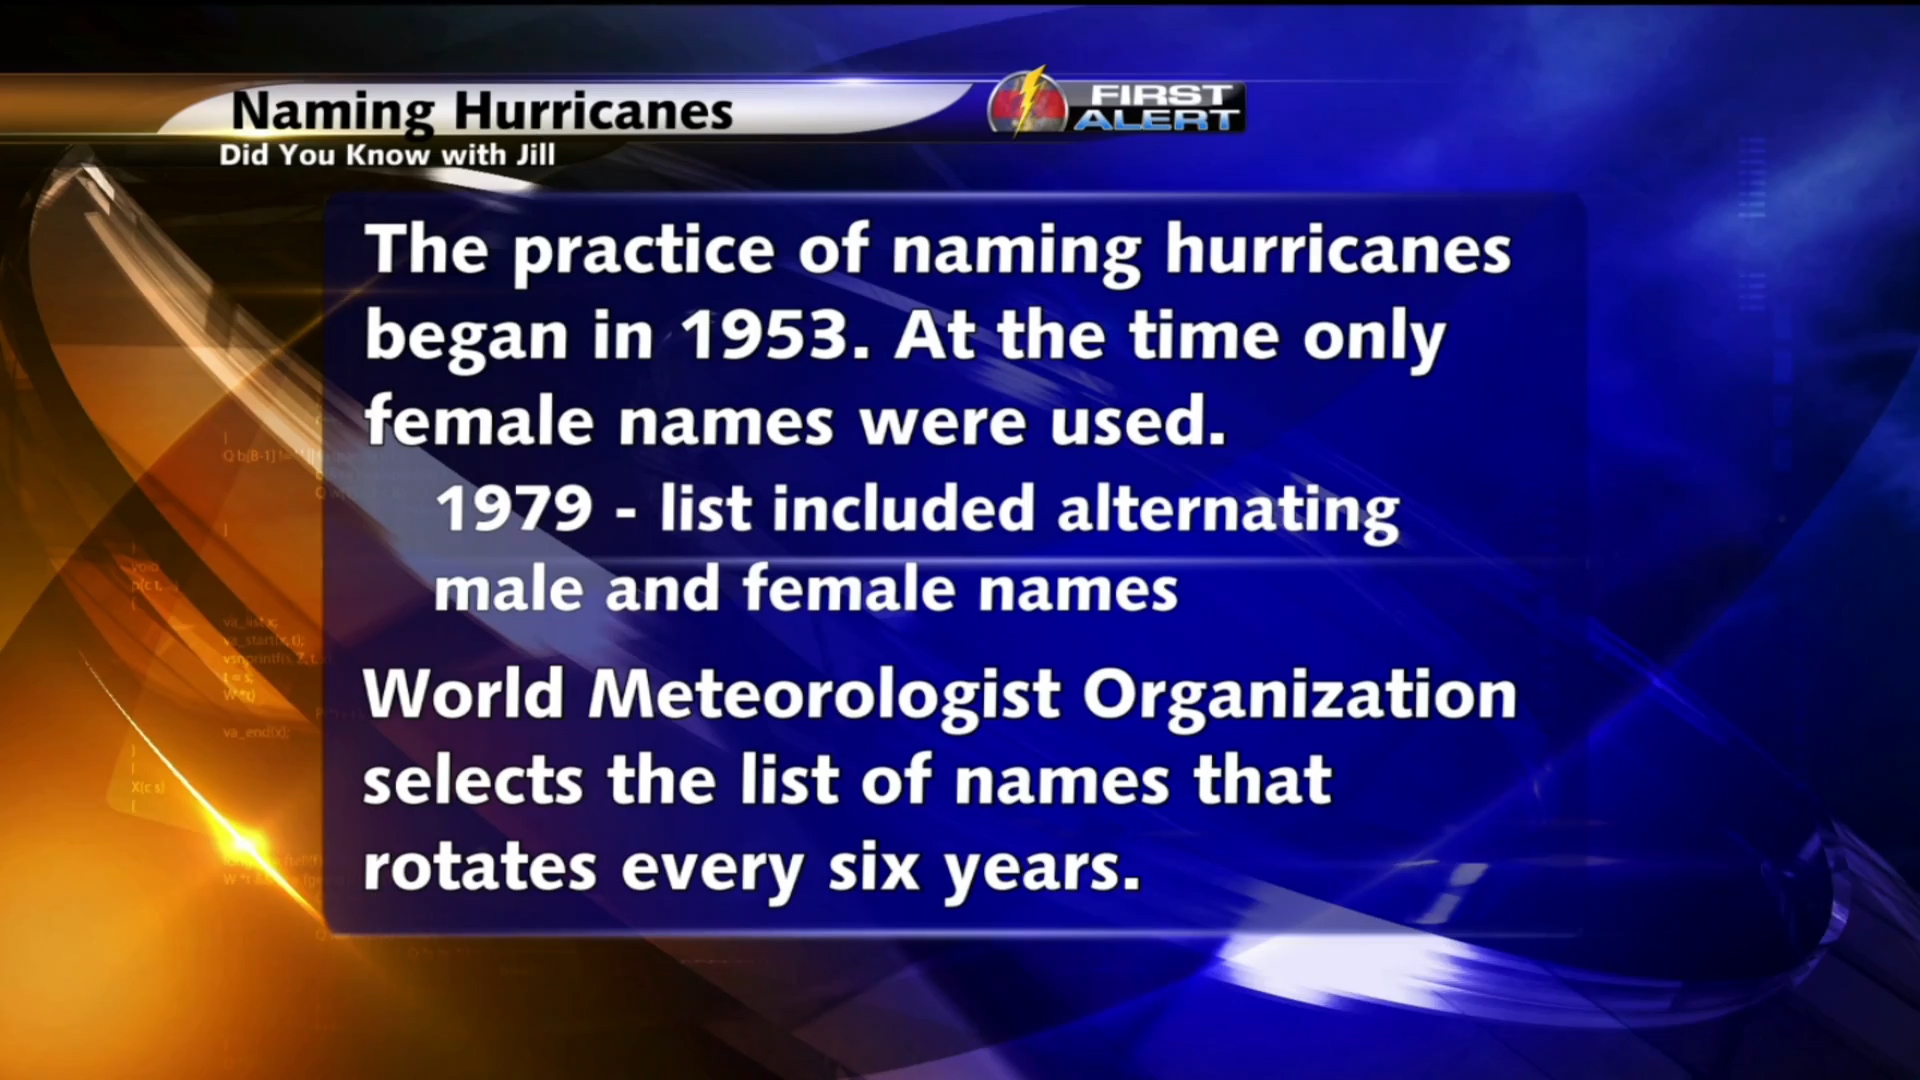 Naming Hurricanes
FIRST
ALERT
Did You Know with Jill
The practice of naming hurricanes
began in 1953. At the time only
female names were used.
1979 - list included alternating
male and female names
World Meteorologist Organization
selects the list of names that
rotates every six years.
va_end(x);
X(c s)